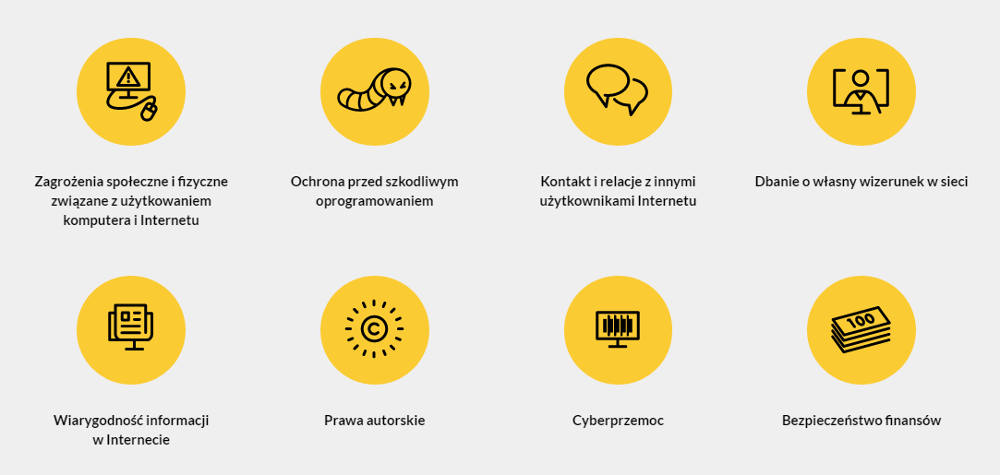 Zagrożenia społeczne i fizyczne
związane z użytkowaniem
komputera i Internetu
Ochrona przed szkodliwym
oprogramowaniem
Kontakt i relacje z innymi
użytkownikami Internetu
Dbanie o własny wizerunek w sieci
C
100
Wiarygodność informacji
w Internecie
Prawa autorskie
Cyberprzemoc
Bezpieczeństwo finansów